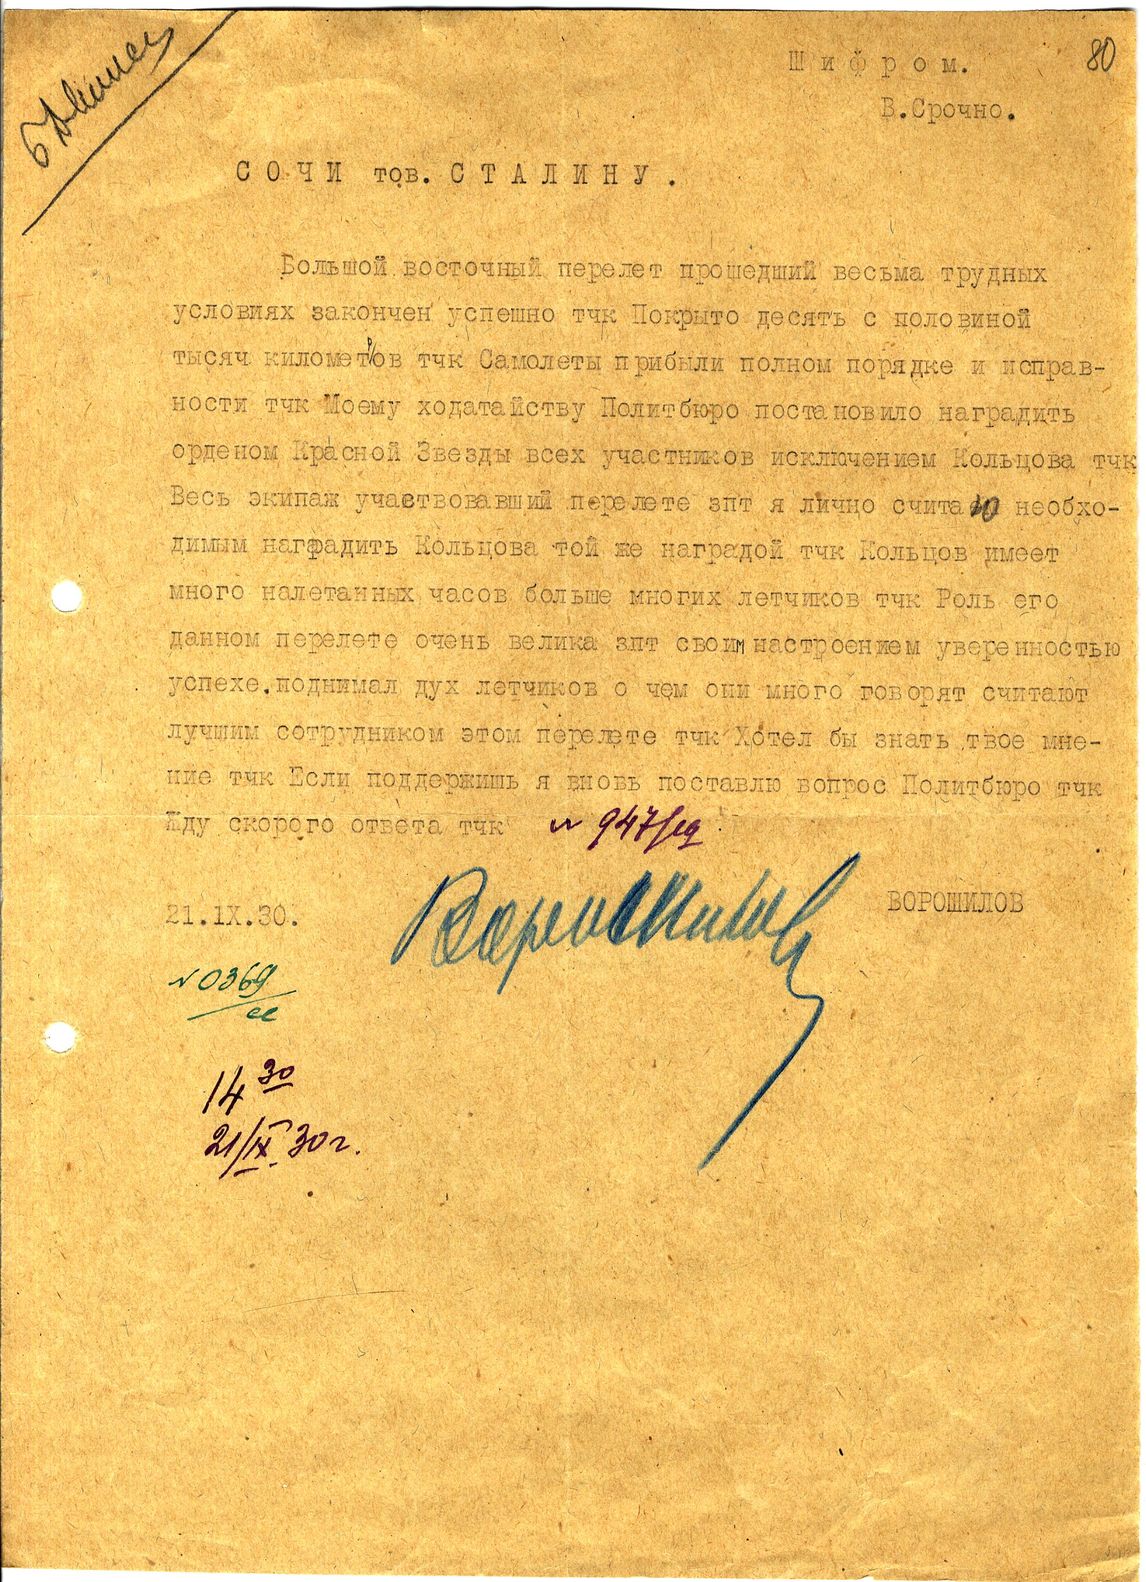 80
Шифром.
В.Срочно.
СОЧИ тов. СТАЛИНУ.
Большой восточный перелет прошедший весьма трудных
условиях закончен успешно тчк Покрыто десять с половиной
тысяч километров тчк Самолеты прибыли полном порядке и исправ-
ности тчк Моему ходатайству Политбюро постановило наградить
орденом Красной Звезды всех участников исключением Кольцова тчк
Весь экипаж участвовавший перелете зпт я лично считаю необхо-
димым наградить Кольцова той же наградой тчк Кольцов имеет
много налетанных часов больше многих летчиков тчк Роль его
данном перелете очень велика зпт своим настроением уверенностью
успехе.поднимал дух летчиков о чем они много говорят считают
лучшим сотрудником этом перелете тчк Хотел бы знать твое мне-
ние тчк Если поддержишь я вновь поставлю вопрос Политбюро тчк
Жду скорого ответа тчк № 947/
21.IX.30.
Ворошилов
ВОРОШИЛОВ
№ 0369
сс
14 30
21/IX 30 г.